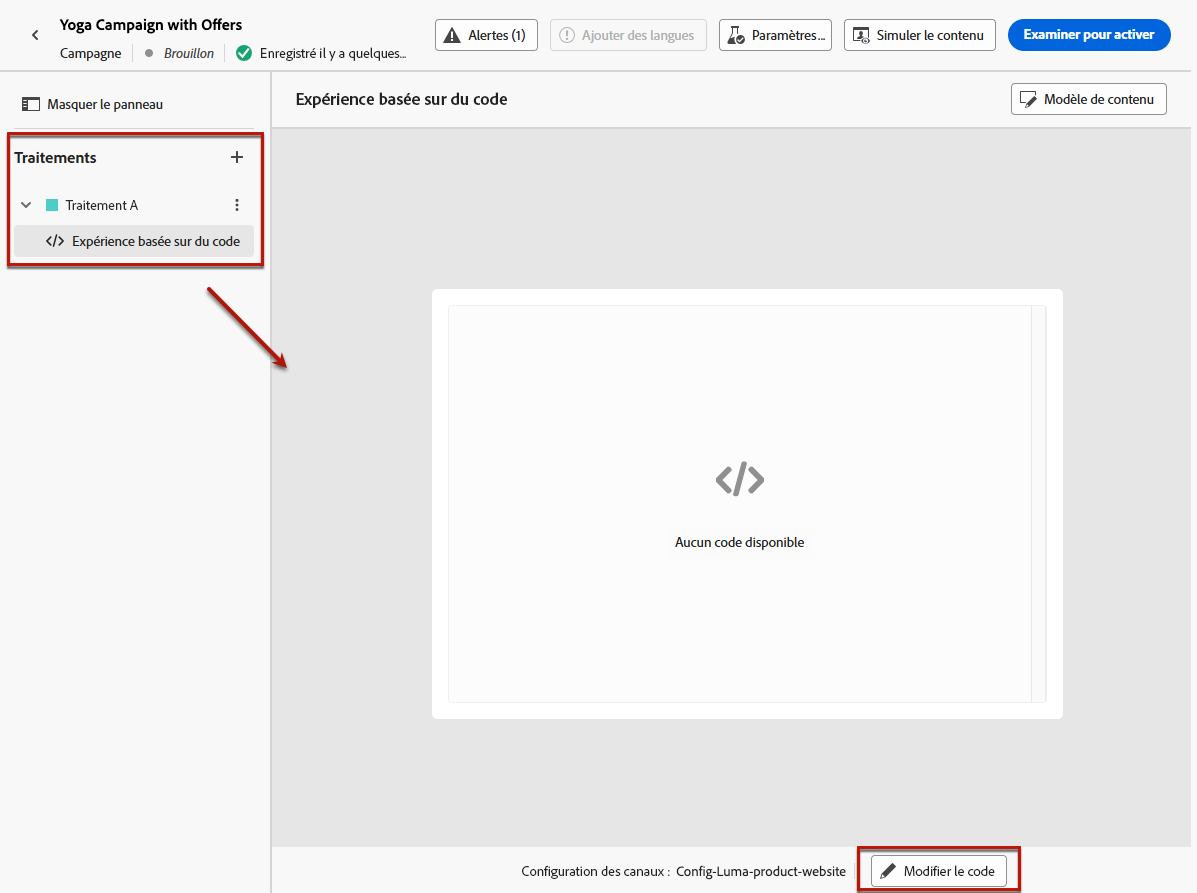 Yoga Campaign with Offers
Campagne Brouillon Enregistré il y a quelques...
Alertes (1)
Ajouter des langues
Paramètres...
Simuler le contenu
Examiner pour activer
Masquer le panneau
Traitements
Traitement A
</> Expérience basée sur du code
Expérience basée sur du code
Modèle de contenu
</>
Aucun code disponible
Configuration des canaux : Config-Luma-product-website
Modifier le code